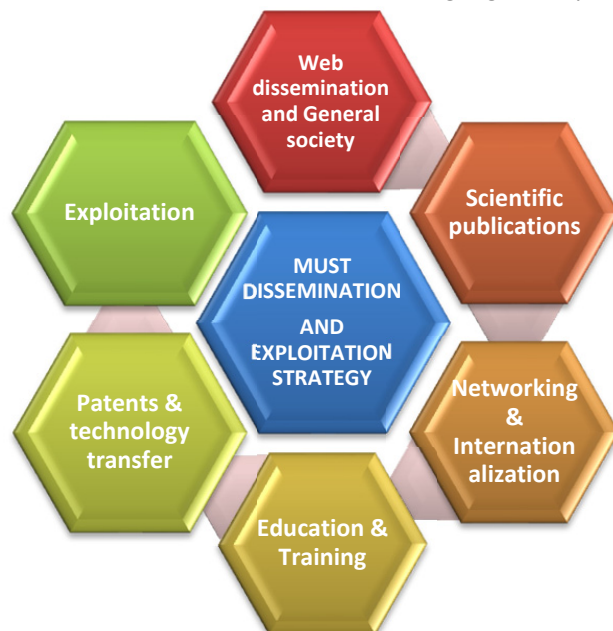 Web
dissemination
and General
society
Scientific
publications
Networking
&
Internation
alization
Education &
Training
Patents &
technology
transfer
Exploitation
MUST
DISSEMINATION
AND
EXPLOITATION
STRATEGY